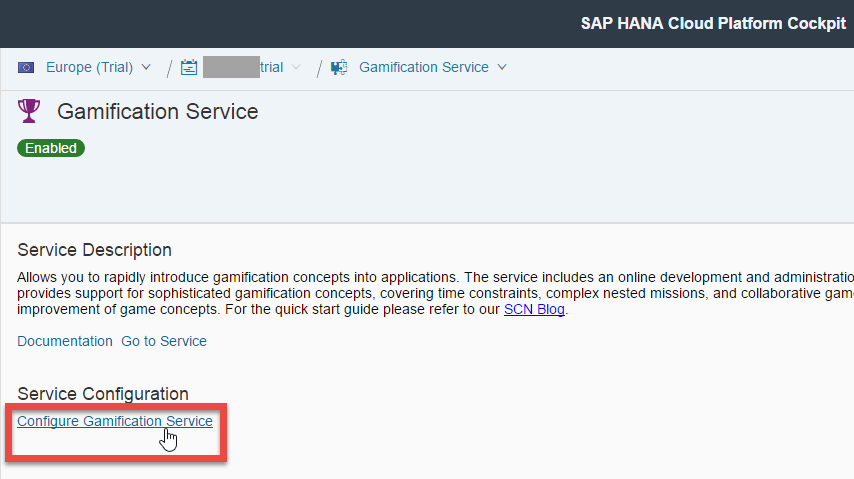 SAP HANA Cloud Platform Cockpit
Europe (Trial) / trial / Gamification Service
Gamification Service
Enabled
Service Description
Allows you to rapidly introduce gamification concepts into applications. The service includes an online development and administratio
provides support for sophisticated gamification concepts, covering time constraints, complex nested missions, and collaborative gam
improvement of game concepts. For the quick start guide please refer to our SCN Blog.
Documentation Go to Service
Service Configuration
Configure Gamification Service